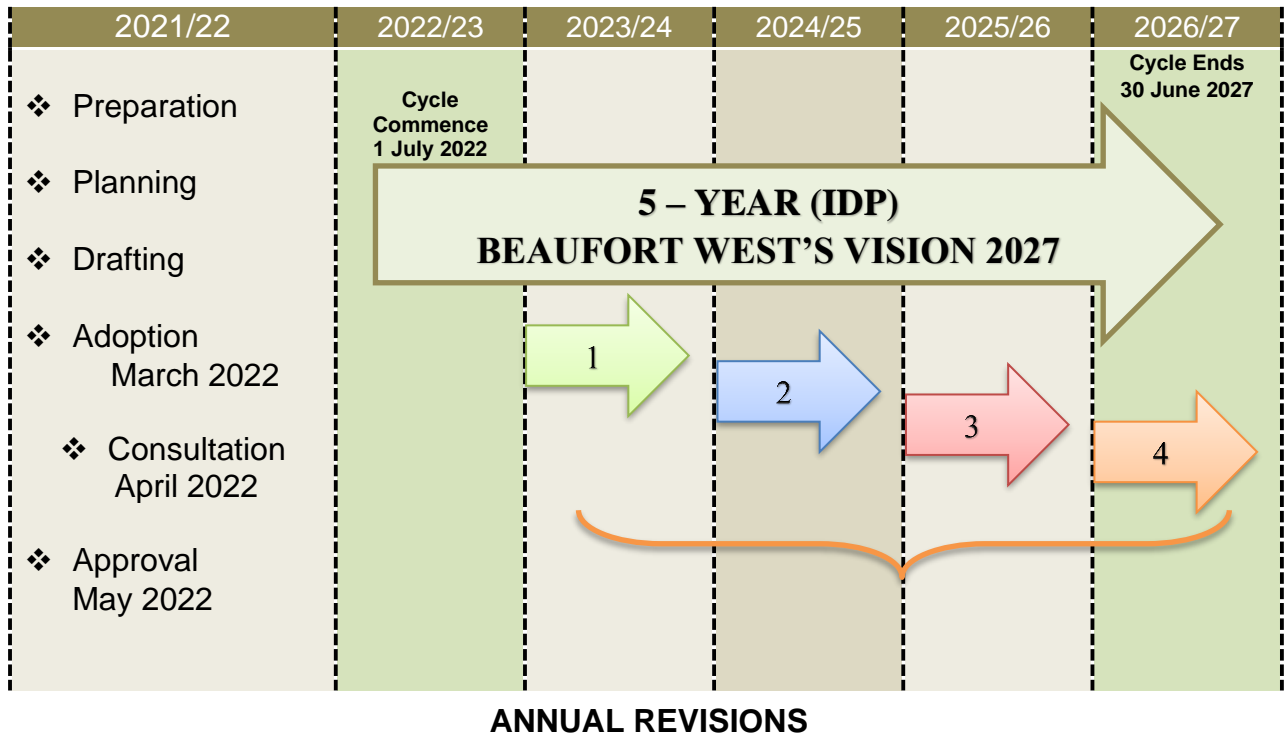 2021/22 2022/23 2023/24 2024/25 2025/26 2026/27
❖ Preparation
❖ Planning
❖ Drafting
❖ Adoption
March 2022
❖ Consultation
April 2022
❖ Approval
May 2022
Cycle
Commence
1 July 2022
Cycle Ends
30 June 2027
5 – YEAR (IDP)
BEAUFORT WEST’S VISION 2027
1
2
3
4
ANNUAL REVISIONS